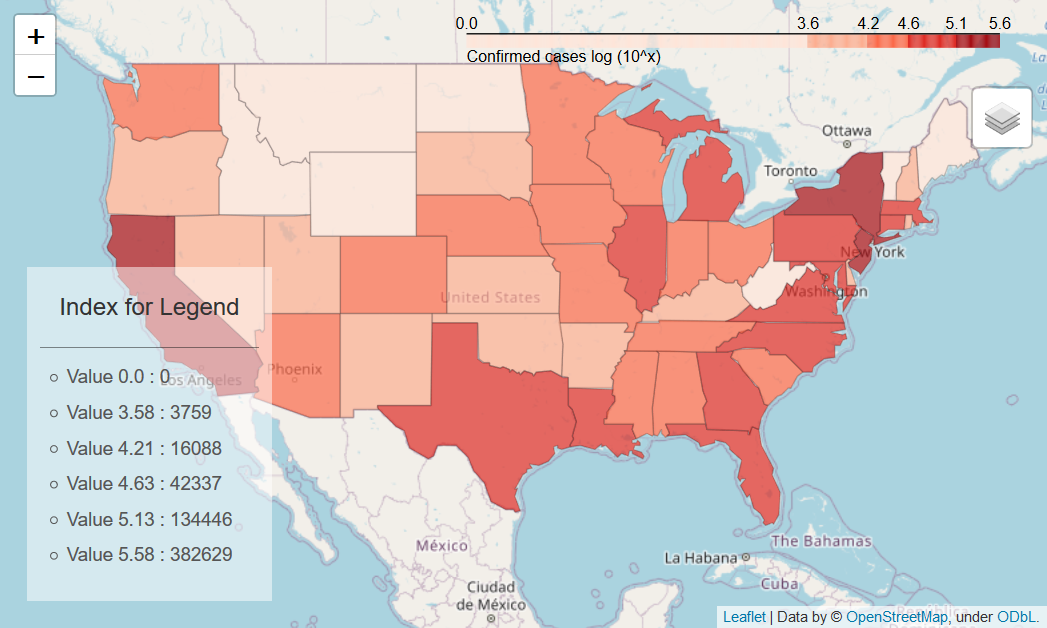 +
−
0.0 3.6 4.2 4.6 5.1 5.6
Confirmed cases log (10^x)
Ottawa
Toronto
New York
Washington
United States
Index for Legend
Phoenix
Los Angeles
Value 0.0 : 0
Value 3.58 : 3759
Value 4.21 : 16088
Value 4.63 : 42337
Value 5.13 : 134446
Value 5.58 : 382629
México
The Bahamas
La Habana
Cuba
Ciudad
de México
Leaflet | Data by © OpenStreetMap, under ODbL.